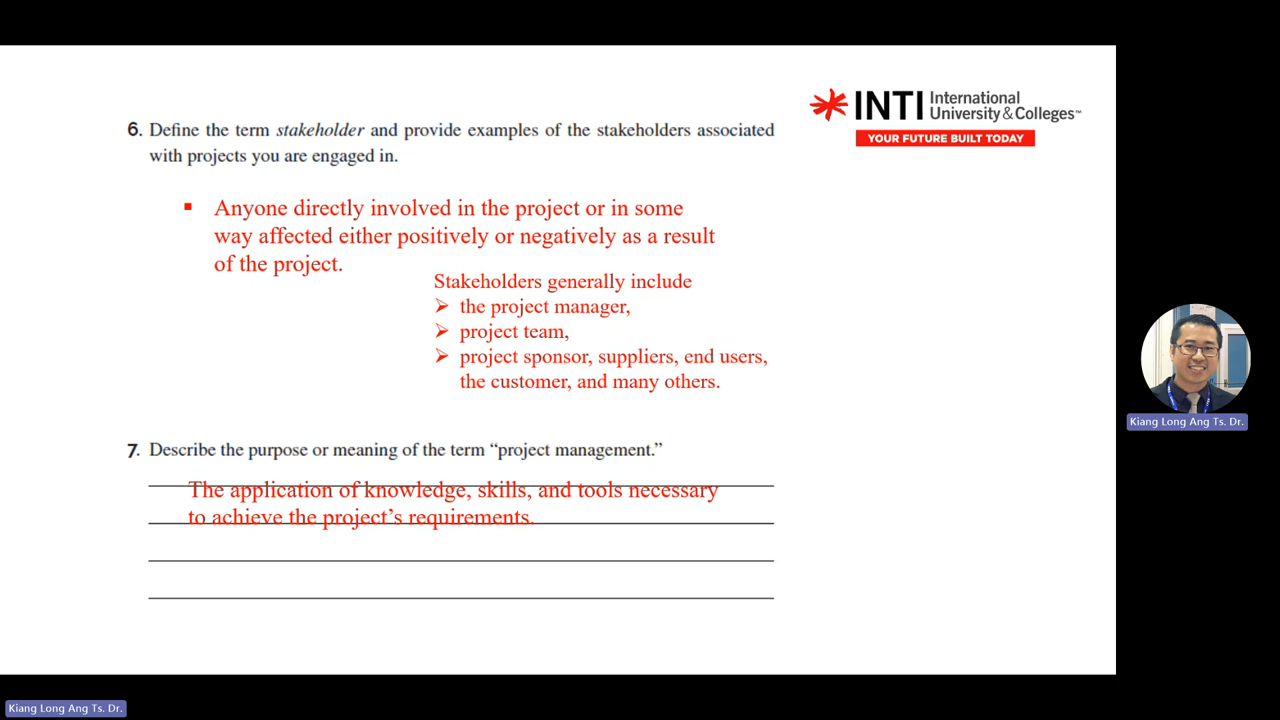 INTI International
University & Colleges™
YOUR FUTURE BUILT TODAY
6. Define the term stakeholder and provide examples of the stakeholders associated
with projects you are engaged in.
▪ Anyone directly involved in the project or in some
way affected either positively or negatively as a result
of the project.
Stakeholders generally include
➢ the project manager,
➢ project team,
➢ project sponsor, suppliers, end users,
the customer, and many others.
7. Describe the purpose or meaning of the term “project management.”
The application of knowledge, skills, and tools necessary
to achieve the project’s requirements.
Kiang Long Ang Ts. Dr.
Kiang Long Ang Ts. Dr.